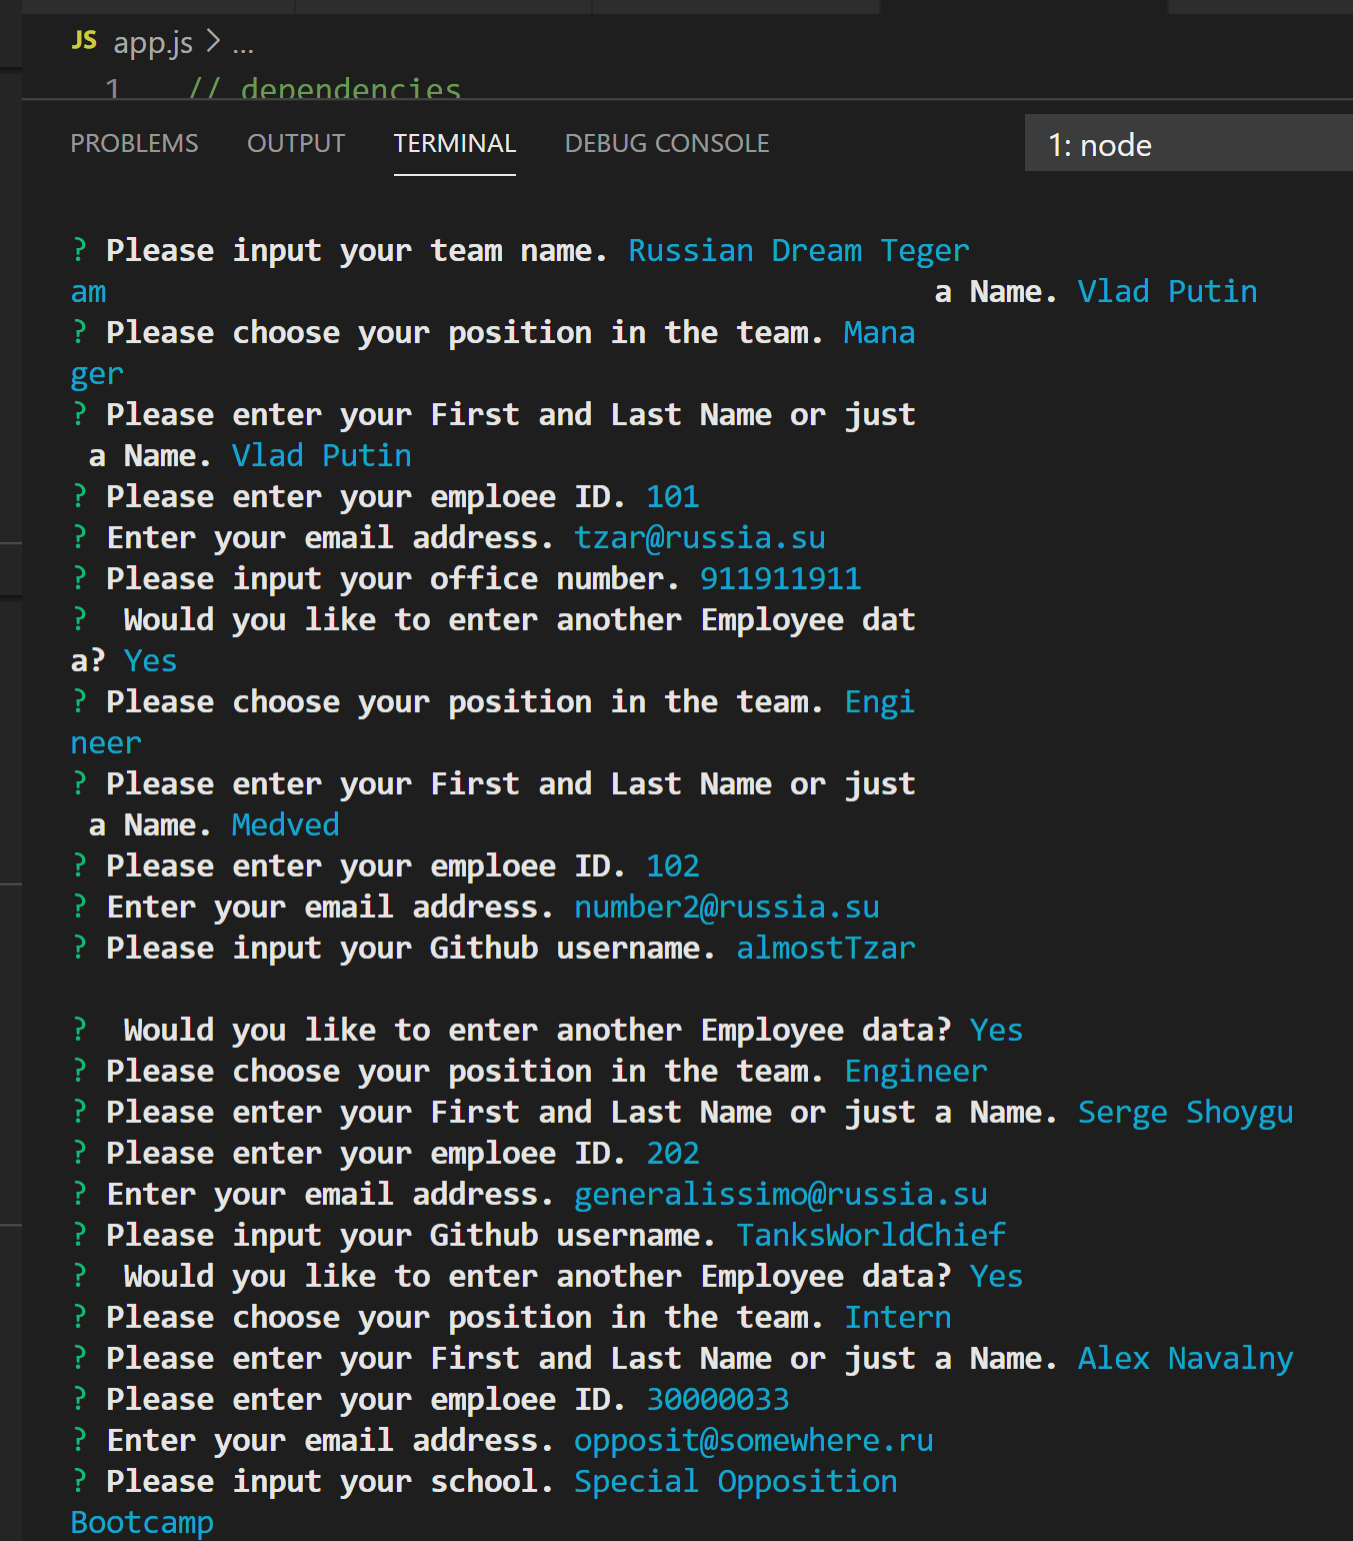 JS app.js > ...
1 // dependencies
PROBLEMS OUTPUT TERMINAL DEBUG CONSOLE 1: node
? Please input your team name. Russian Dream Teger
am a Name. Vlad Putin
? Please choose your position in the team. Mana
ger
? Please enter your First and Last Name or just
a Name. Vlad Putin
? Please enter your emploee ID. 101
? Enter your email address. tzar@russia.su
? Please input your office number. 911911911
? Would you like to enter another Employee dat
a? Yes
? Please choose your position in the team. Engi
neer
? Please enter your First and Last Name or just
a Name. Medved
? Please enter your emploee ID. 102
? Enter your email address. number2@russia.su
? Please input your Github username. almostTzar
? Would you like to enter another Employee data? Yes
? Please choose your position in the team. Engineer
? Please enter your First and Last Name or just a Name. Serge Shoygu
? Please enter your emploee ID. 202
? Enter your email address. generalissimo@russia.su
? Please input your Github username. TanksWorldChief
? Would you like to enter another Employee data? Yes
? Please choose your position in the team. Intern
? Please enter your First and Last Name or just a Name. Alex Navalny
? Please enter your emploee ID. 30000033
? Enter your email address. opposit@somewhere.ru
? Please input your school. Special Opposition
Bootcamp